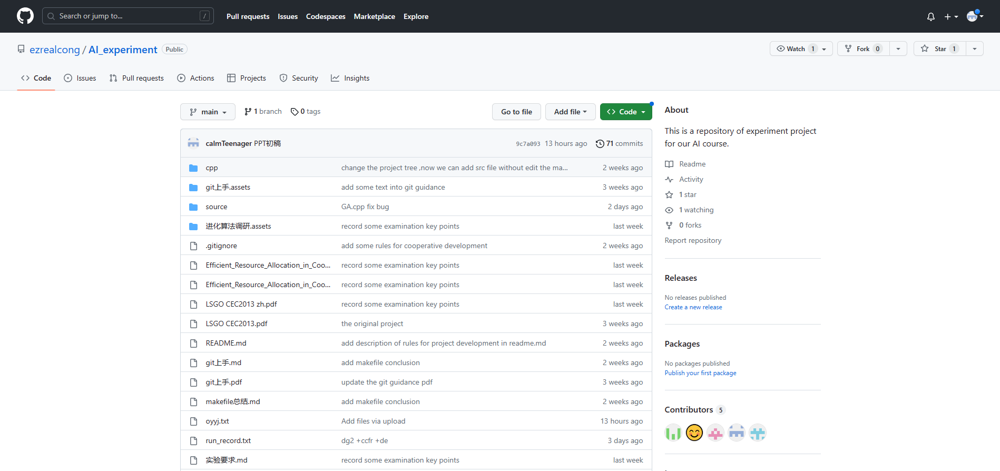 Search or jump to... / Pull requests Issues Codespaces Marketplace Explore
ezrealcong / AI_experiment Public Watch 1 Fork 0 Star 1
Code Issues Pull requests Actions Projects Security Insights
main 1 branch 0 tags Go to file Add file Code
calmTeenager PPT初稿 9c7a093 13 hours ago 71 commits
cpp change the project tree ,now we can add src file without edit the ma... 2 weeks ago
git上手.assets add some text into git guidance 3 weeks ago
source GA.cpp fix bug 2 days ago
进化算法调研.assets record some examination key points last week
.gitignore add some rules for cooperative development 2 weeks ago
Efficient_Resource_Allocation_in_Coo... record some examination key points last week
Efficient_Resource_Allocation_in_Coo... record some examination key points last week
LSGO CEC2013 zh.pdf record some examination key points last week
LSGO CEC2013.pdf the original project 3 weeks ago
README.md add description of rules for project development in readme.md 2 weeks ago
git上手.md add makefile conclusion 2 weeks ago
git上手.pdf update the git guidance pdf 3 weeks ago
makefile总结.md add makefile conclusion 2 weeks ago
oyyj.txt Add files via upload 13 hours ago
run_record.txt dg2 +ccfr +de 3 days ago
实验要求.md record some examination key points last week
About
This is a repository of experiment project
for our AI course.
Readme
Activity
1 star
1 watching
0 forks
Report repository
Releases
No releases published
Create a new release
Packages
No packages published
Publish your first package
Contributors 5